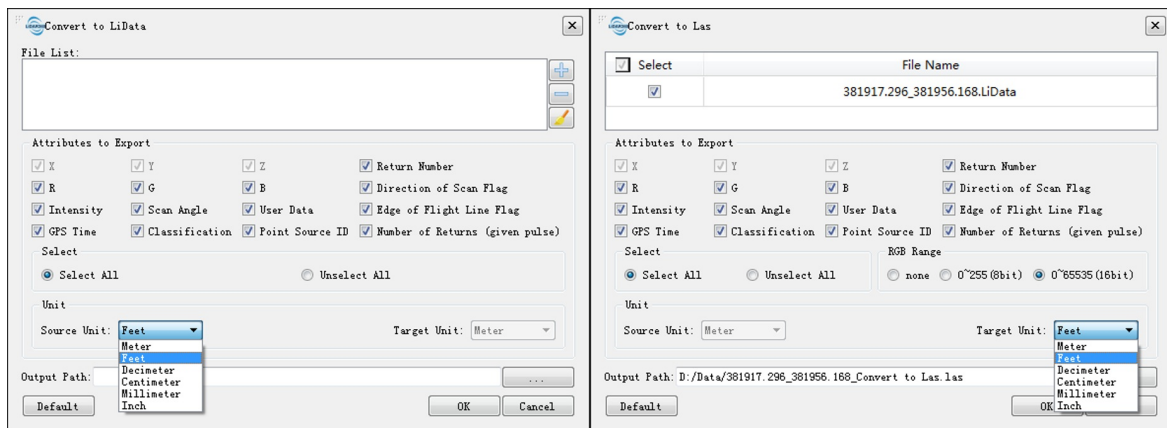 Convert to LiData
File List:
Attributes to Export
X Y Z Return Number
R G B Direction of Scan Flag
Intensity Scan Angle User Data Edge of Flight Line Flag
GPS Time Classification Point Source ID Number of Returns (given pulse)
Select
Select All Unselect All
Unit
Source Unit: Feet Target Unit: Meter
Meter
Feet
Decimeter
Centimeter
Millimeter
Inch
Output Path: ...
Default OK Cancel
Convert to Las
Select File Name
381917.296_381956.168.LiData
Attributes to Export
X Y Z Return Number
R G B Direction of Scan Flag
Intensity Scan Angle User Data Edge of Flight Line Flag
GPS Time Classification Point Source ID Number of Returns (given pulse)
Select RGB Range
Select All Unselect All none 0~255(8bit) 0~65535(16bit)
Unit
Source Unit: Meter Target Unit: Feet
Meter
Feet
Decimeter
Centimeter
Millimeter
Inch
Output Path: D:/Data/381917.296_381956.168_Convert to Las.las
Default